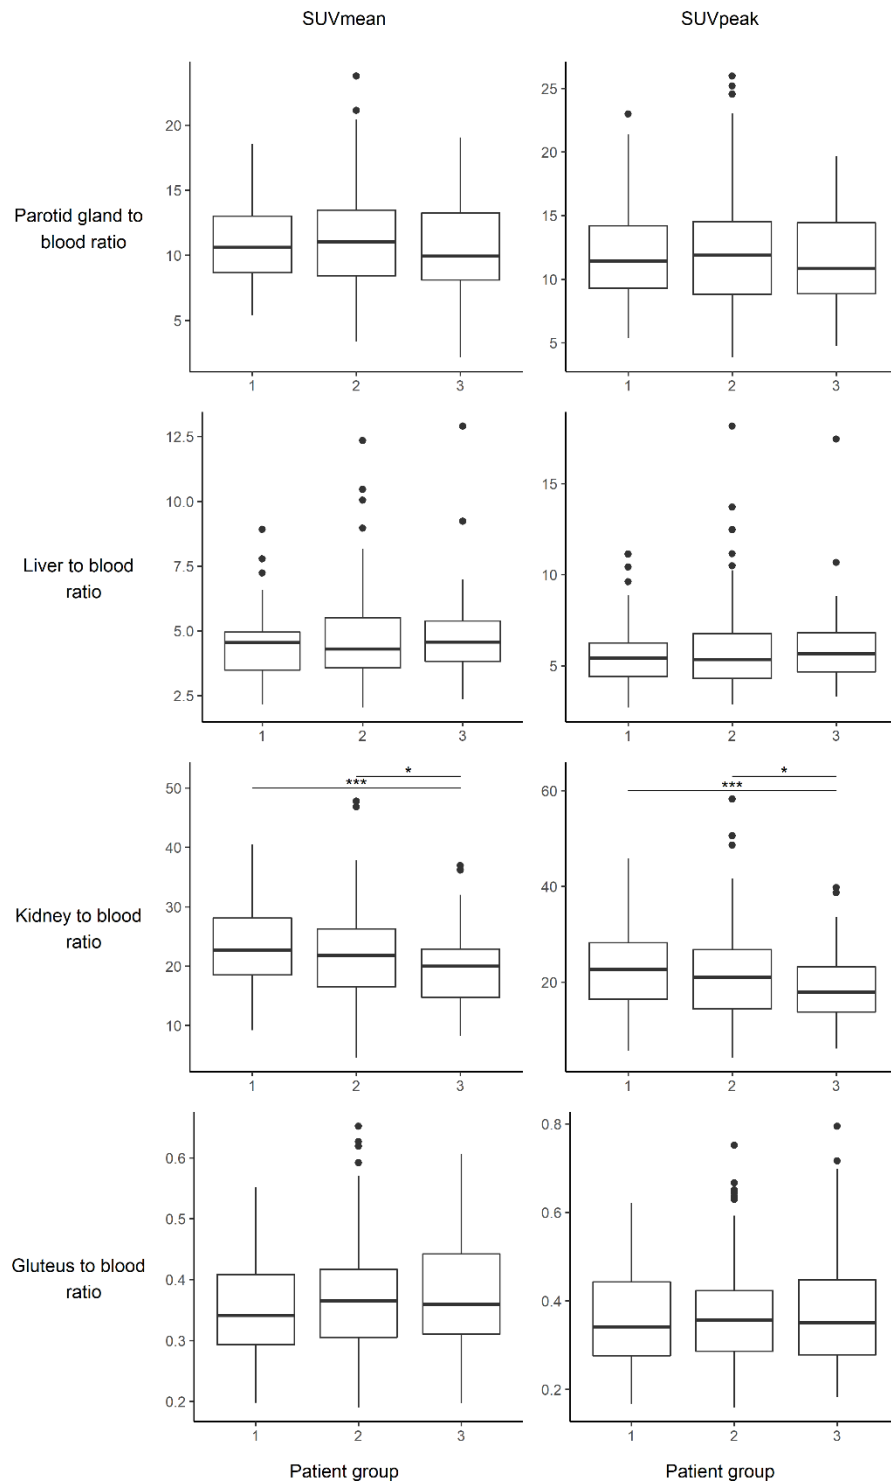 SUVmean
SUVpeak
Parotid gland to
blood ratio
20
15
10
5
1 2 3
25
20
15
10
5
1 2 3
Liver to blood
ratio
12.5
10.0
7.5
5.0
2.5
1 2 3
15
10
5
1 2 3
Kidney to blood
ratio
*
***
50
40
30
20
10
1 2 3
*
***
60
40
20
1 2 3
Gluteus to blood
ratio
0.6
0.5
0.4
0.3
0.2
1 2 3
0.8
0.6
0.4
0.2
1 2 3
Patient group
Patient group